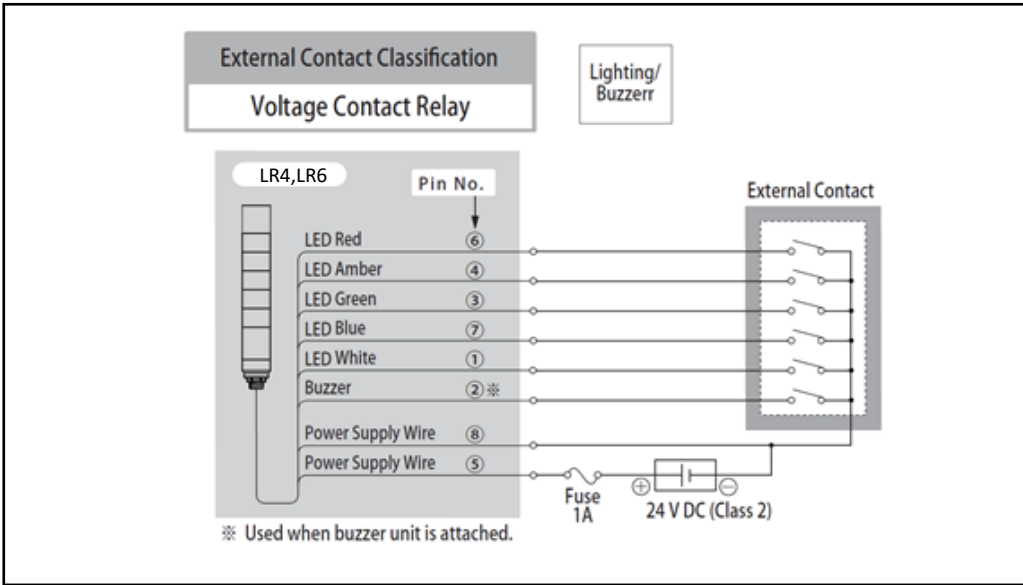 External Contact Classification
Voltage Contact Relay
Lighting/
Buzzerr
LR4,LR6
Pin No.
External Contact
LED Red ⑥
LED Amber ④
LED Green ③
LED Blue ⑦
LED White ①
Buzzer ②※
Power Supply Wire ⑧
Power Supply Wire ⑤
Fuse
1A
⊕ ⊖
24 V DC (Class 2)
※ Used when buzzer unit is attached.